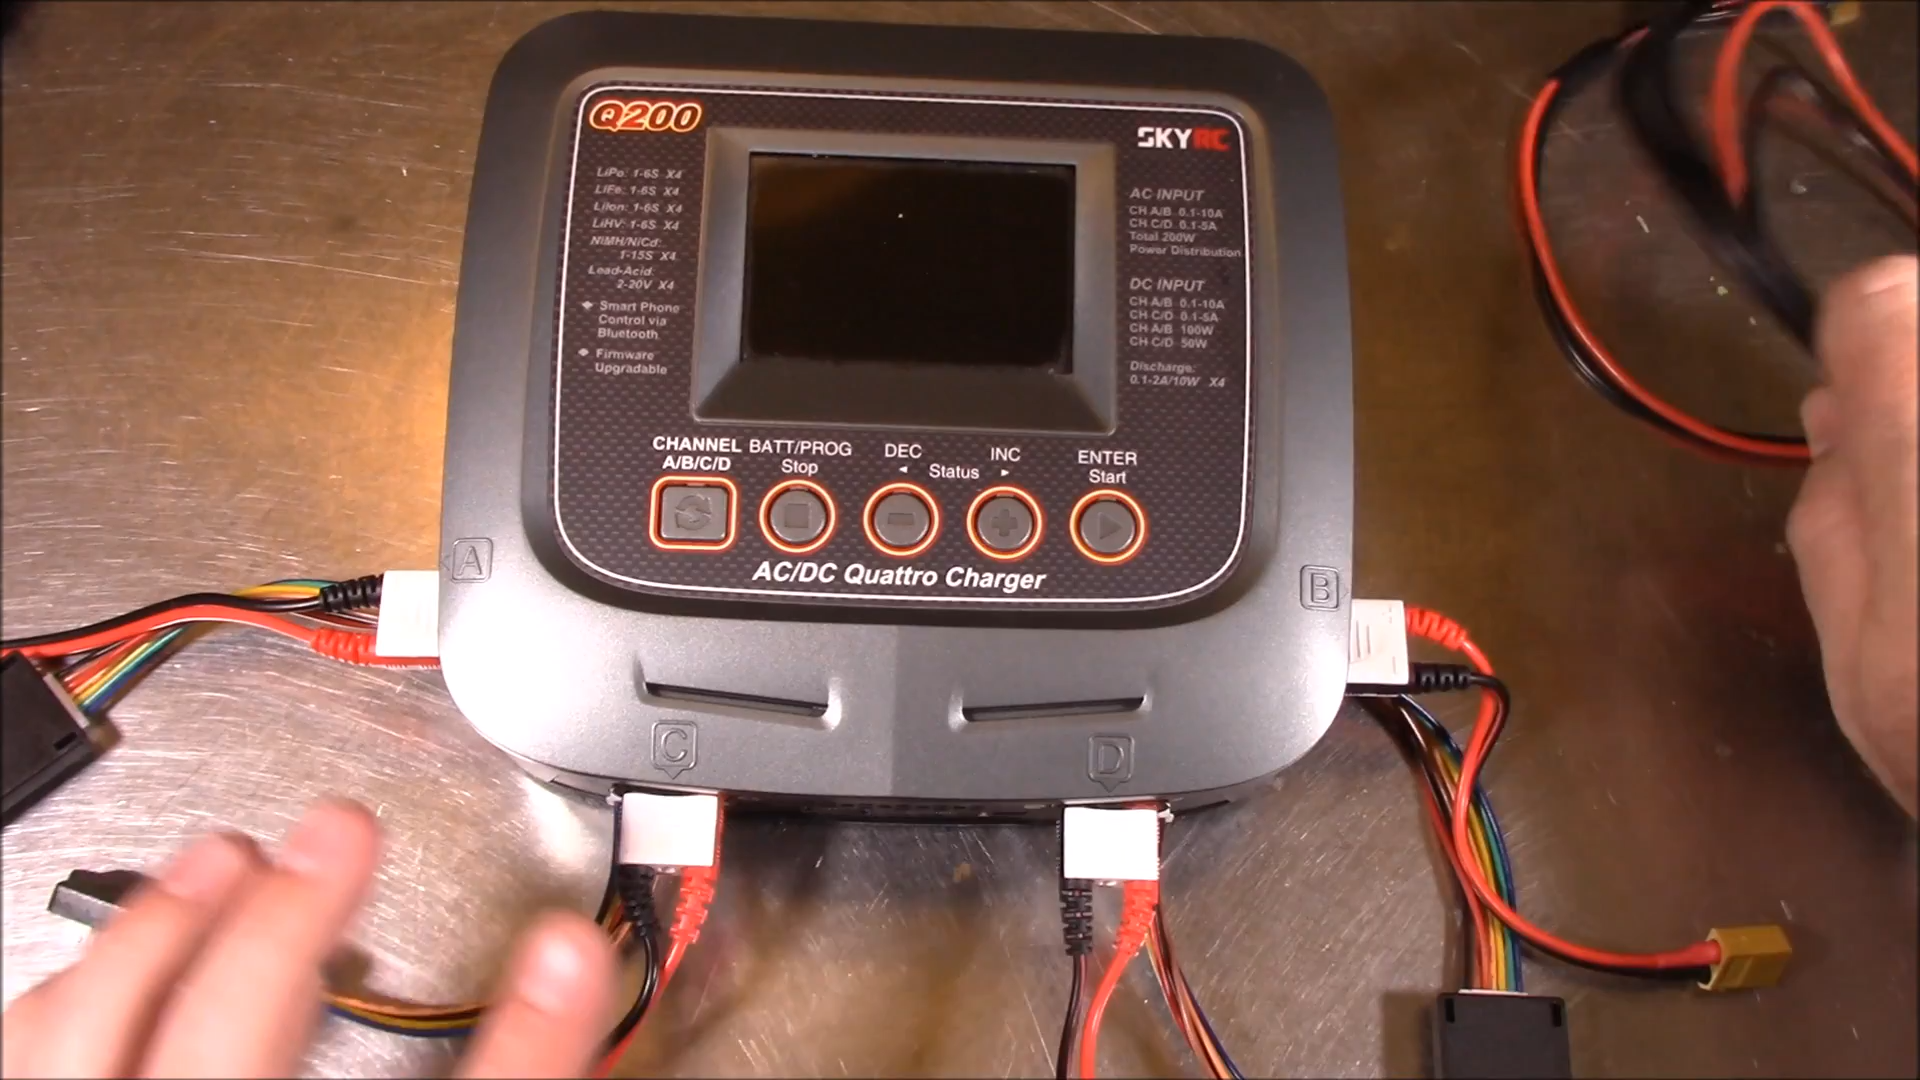 Q200
SKYRC
LiPo: 1-6S X4
LiFe: 1-6S X4
LiIon: 1-6S X4
LiHV: 1-6S X4
NiMH/NiCd:
1-15S X4
Lead-Acid:
2-20V X4
Smart Phone
Control via
Bluetooth
Firmware
Upgradable
AC INPUT
CH A/B 0.1-10A
CH C/D 0.1-5A
Total 200W
Power Distribution
DC INPUT
CH A/B 0.1-10A
CH C/D 0.1-5A
CH A/B 100W
CH C/D 50W
Discharge:
0.1-2A/10W X4
CHANNEL
A/B/C/D
BATT/PROG
Stop
DEC
Status
INC
ENTER
Start
AC/DC Quattro Charger
A
B
C
D